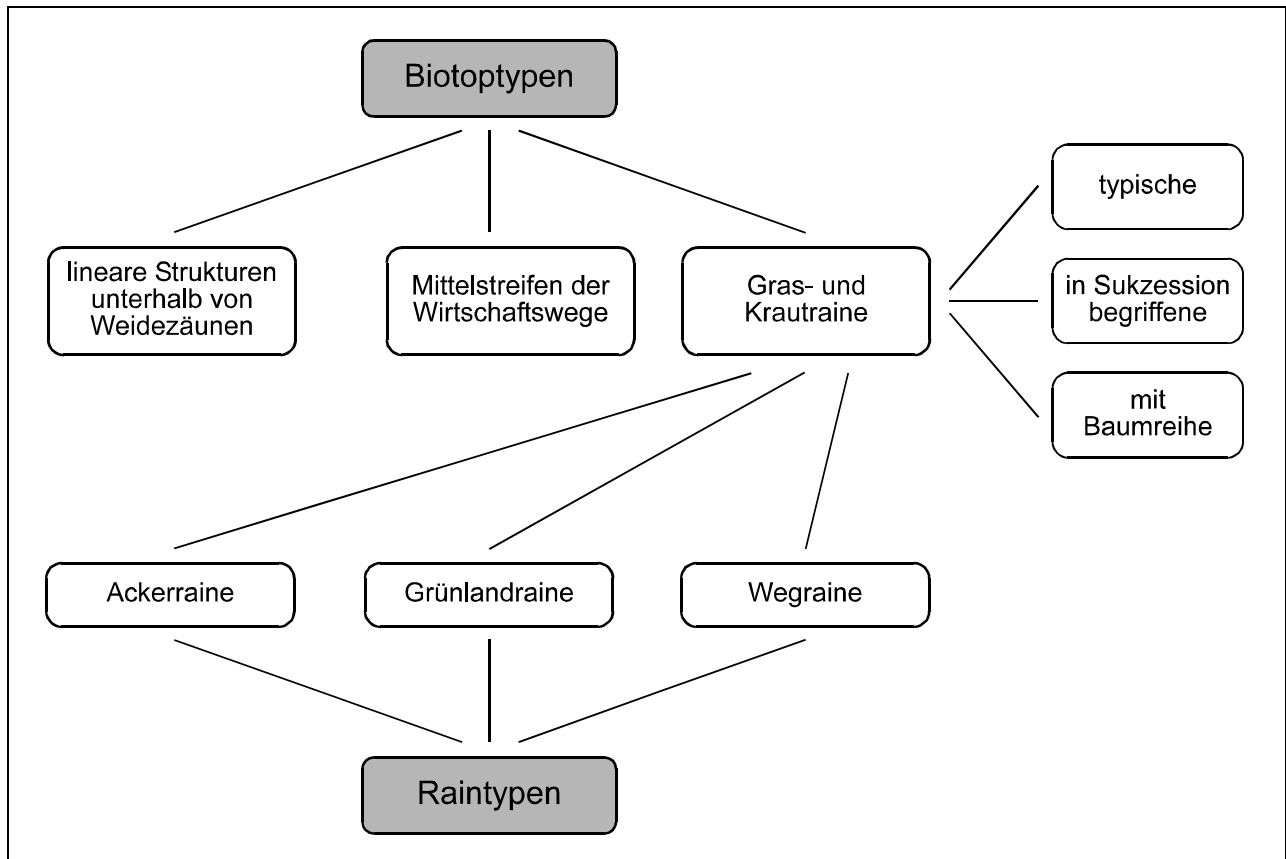 Biotoptypen
typische
lineare Strukturen
unterhalb von
Weidezäunen
Mittelstreifen der
Wirtschaftswege
Gras- und
Krautraine
in Sukzession
begriffene
mit
Baumreihe
Ackerraine
Grünlandraine
Wegraine
Raintypen